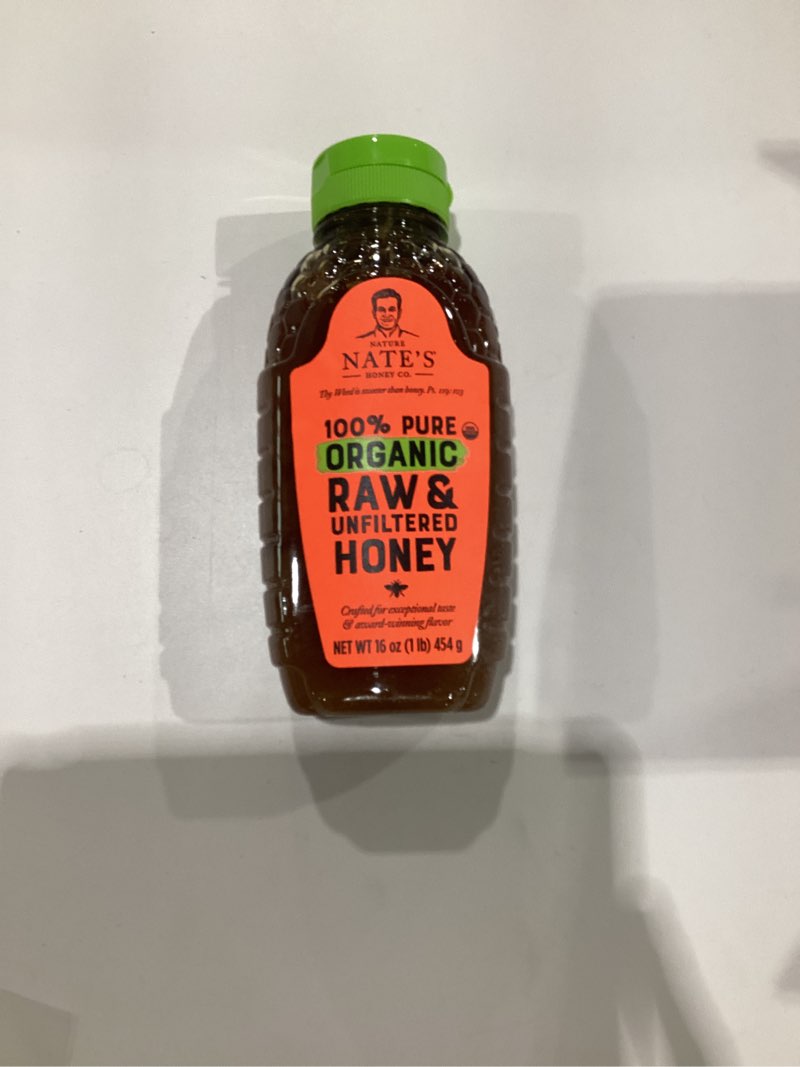 NATURE
NATE'S
HONEY CO.
Thy Word is sweeter than honey. Ps. 119:103
100% PURE
ORGANIC
RAW &
UNFILTERED
HONEY
Crafted for exceptional taste
& award-winning flavor
NET WT 16 oz (1 lb) 454 g